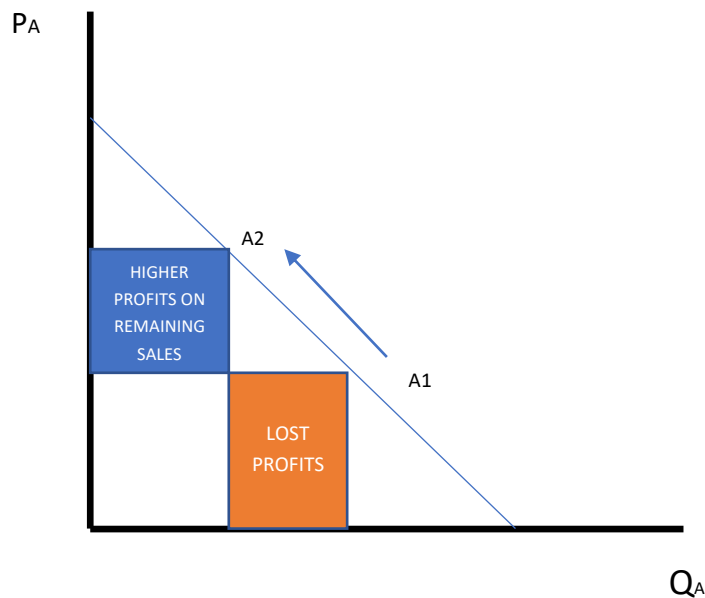 PA
A2
HIGHER
PROFITS ON
REMAINING
SALES
A1
LOST
PROFITS
QA